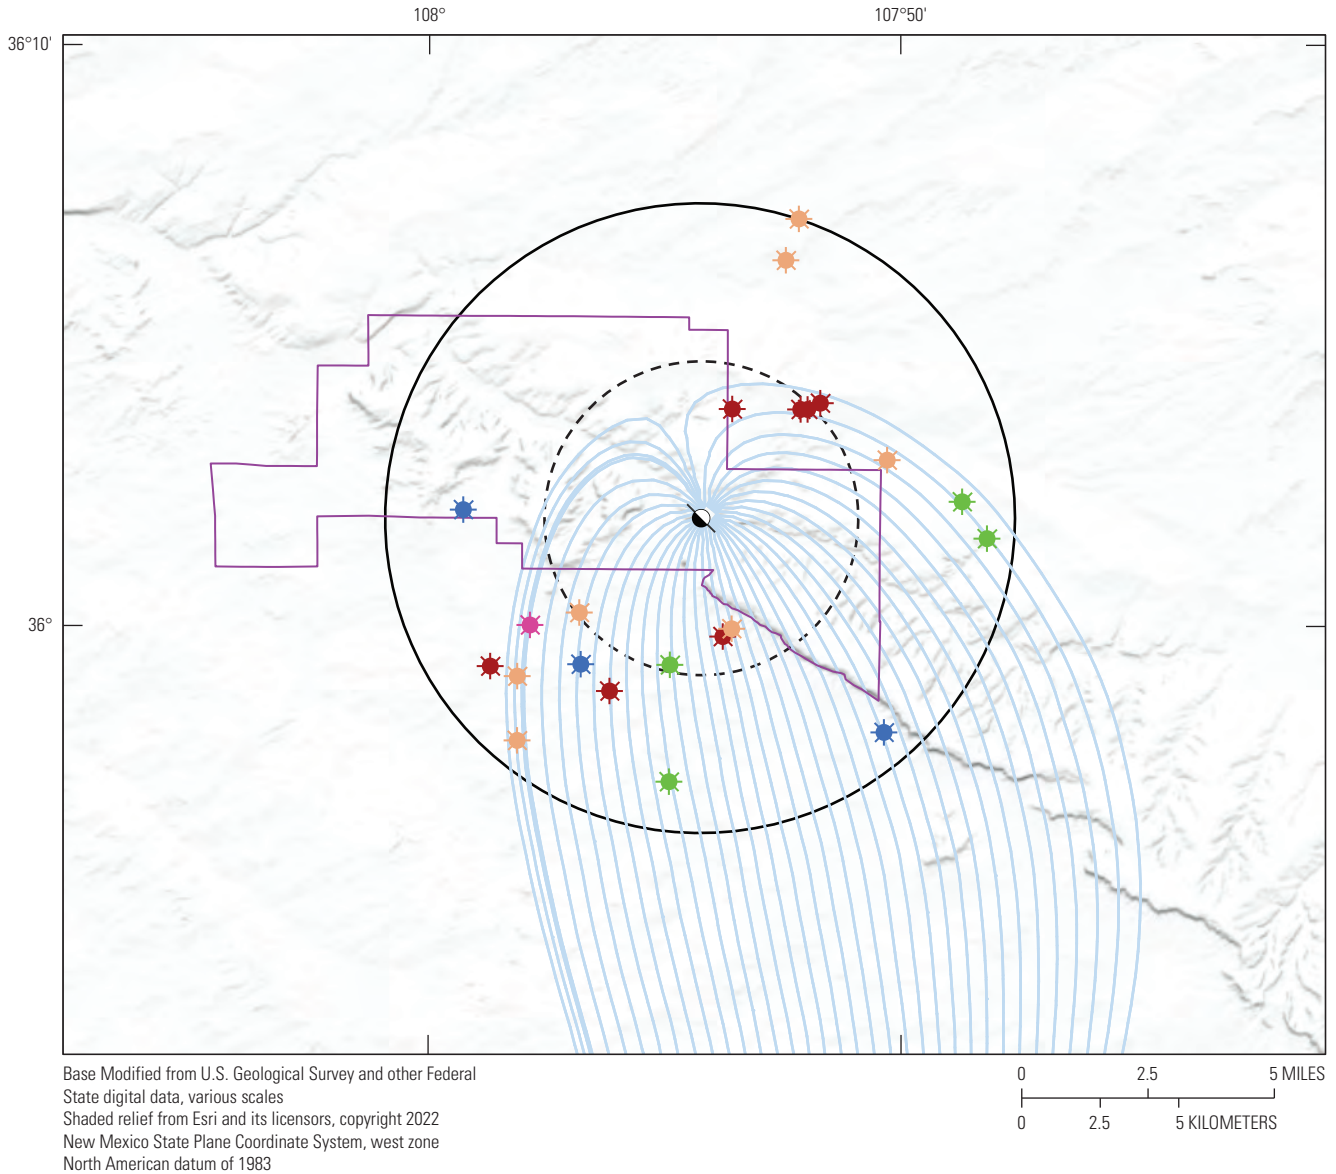 108°
107°50'
36°10'
36°
Base Modified from U.S. Geological Survey and other Federal
State digital data, various scales
Shaded relief from Esri and its licensors, copyright 2022
New Mexico State Plane Coordinate System, west zone
North American datum of 1983
0 2.5 5 MILES
0 2.5 5 KILOMETERS